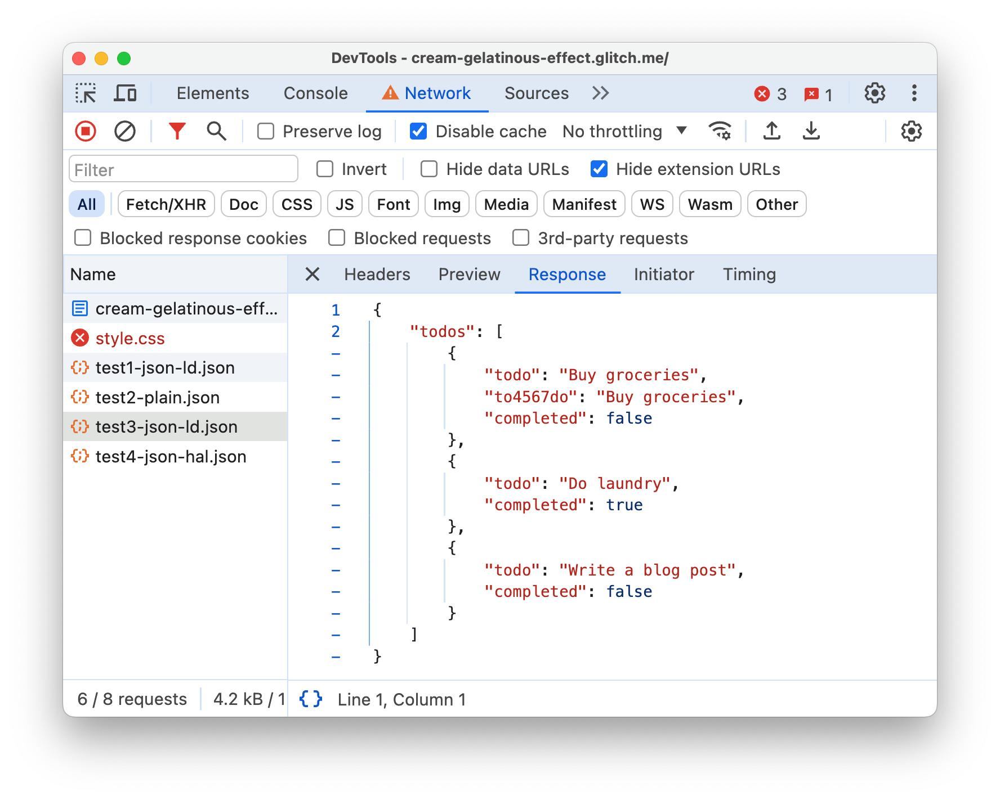 DevTools - cream-gelatinous-effect.glitch.me/
Elements Console Network Sources 3 1
Preserve log Disable cache No throttling
Filter Invert Hide data URLs Hide extension URLs
All Fetch/XHR Doc CSS JS Font Img Media Manifest WS Wasm Other
Blocked response cookies Blocked requests 3rd-party requests
Name
cream-gelatinous-eff...
style.css
test1-json-ld.json
test2-plain.json
test3-json-ld.json
test4-json-hal.json
6 / 8 requests 4.2 kB / 1
Headers Preview Response Initiator Timing
1 {
2 "todos": [
- {
- "todo": "Buy groceries",
- "to4567do": "Buy groceries",
- "completed": false
- },
- {
- "todo": "Do laundry",
- "completed": true
- },
- {
- "todo": "Write a blog post",
- "completed": false
- }
- ]
- }
{} Line 1, Column 1